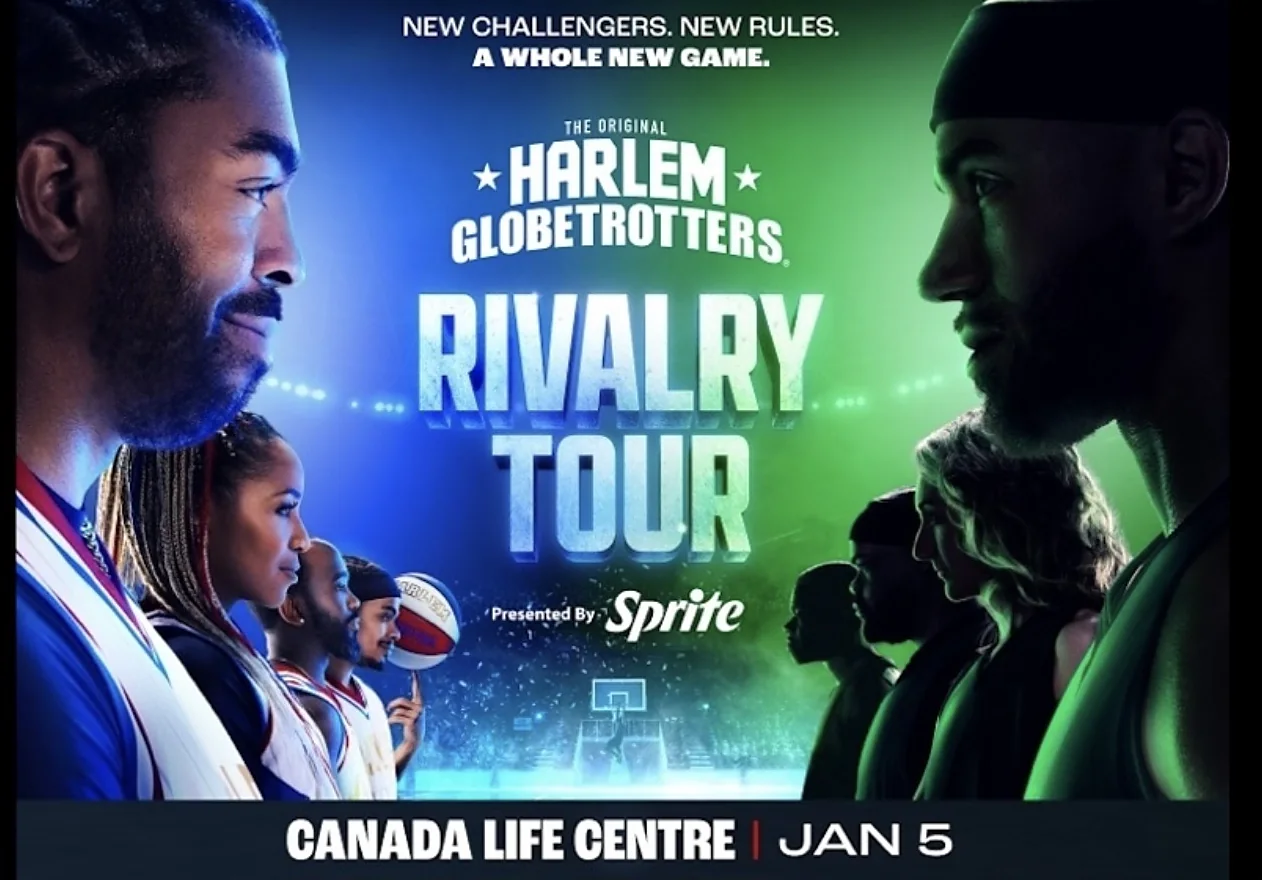 NEW CHALLENGERS. NEW RULES.
A WHOLE NEW GAME.
THE ORIGINAL
HARLEM
GLOBETROTTERS®
RIVALRY
TOUR
Presented By Sprite
CANADA LIFE CENTRE | JAN 5